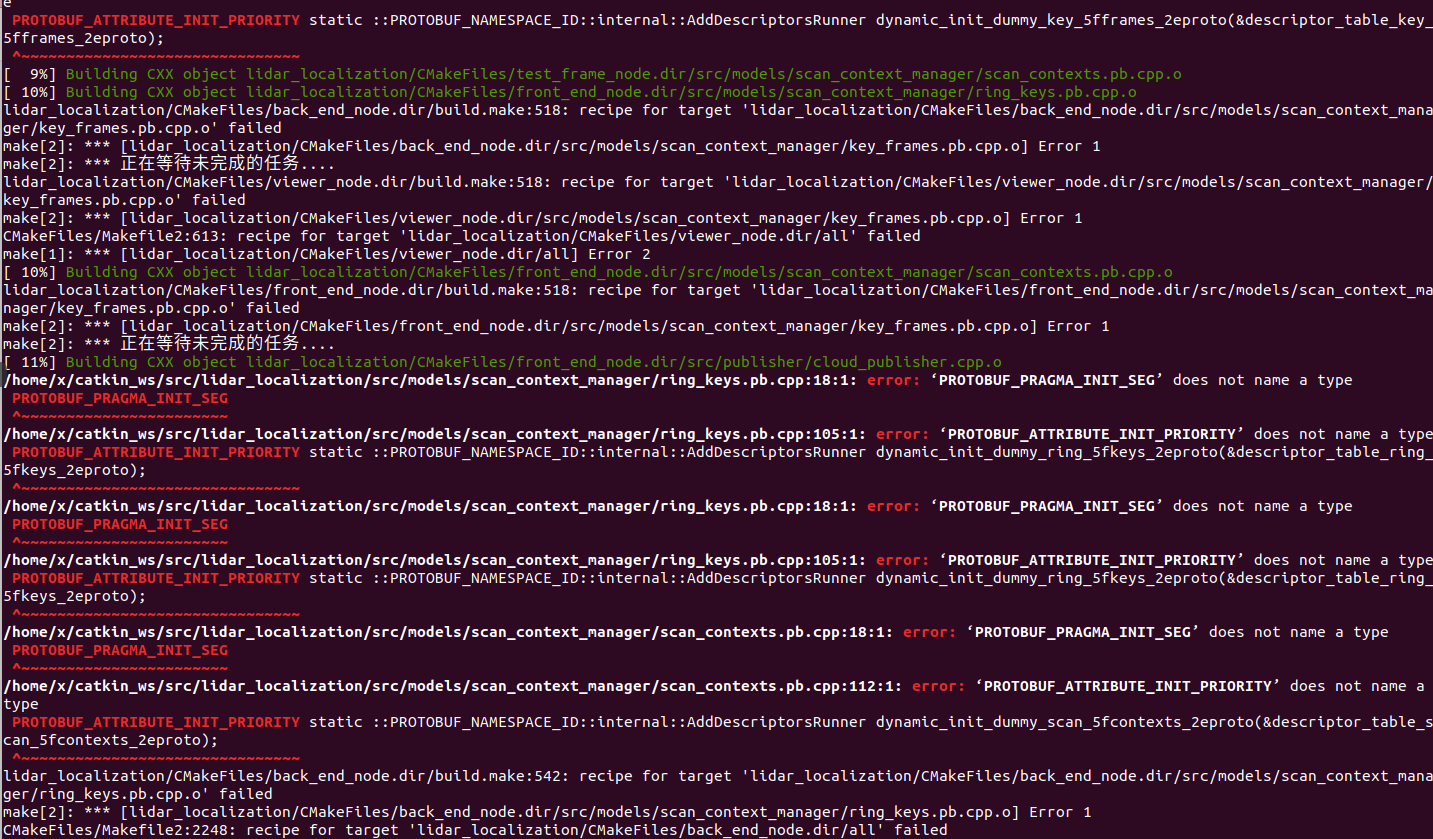 e
 PROTOBUF_ATTRIBUTE_INIT_PRIORITY static ::PROTOBUF_NAMESPACE_ID::internal::AddDescriptorsRunner dynamic_init_dummy_key_5fframes_2eproto(&descriptor_table_key_
5fframes_2eproto);
 ^~~~~~~~~~~~~~~~~~~~~~~~~~~~~~~~
[  9%] Building CXX object lidar_localization/CMakeFiles/test_frame_node.dir/src/models/scan_context_manager/scan_contexts.pb.cpp.o
[ 10%] Building CXX object lidar_localization/CMakeFiles/front_end_node.dir/src/models/scan_context_manager/ring_keys.pb.cpp.o
lidar_localization/CMakeFiles/back_end_node.dir/build.make:518: recipe for target 'lidar_localization/CMakeFiles/back_end_node.dir/src/models/scan_context_mana
ger/key_frames.pb.cpp.o' failed
make[2]: *** [lidar_localization/CMakeFiles/back_end_node.dir/src/models/scan_context_manager/key_frames.pb.cpp.o] Error 1
make[2]: *** 正在等待未完成的任务....
lidar_localization/CMakeFiles/viewer_node.dir/build.make:518: recipe for target 'lidar_localization/CMakeFiles/viewer_node.dir/src/models/scan_context_manager/
key_frames.pb.cpp.o' failed
make[2]: *** [lidar_localization/CMakeFiles/viewer_node.dir/src/models/scan_context_manager/key_frames.pb.cpp.o] Error 1
CMakeFiles/Makefile2:613: recipe for target 'lidar_localization/CMakeFiles/viewer_node.dir/all' failed
make[1]: *** [lidar_localization/CMakeFiles/viewer_node.dir/all] Error 2
[ 10%] Building CXX object lidar_localization/CMakeFiles/front_end_node.dir/src/models/scan_context_manager/scan_contexts.pb.cpp.o
lidar_localization/CMakeFiles/front_end_node.dir/build.make:518: recipe for target 'lidar_localization/CMakeFiles/front_end_node.dir/src/models/scan_context_ma
nager/key_frames.pb.cpp.o' failed
make[2]: *** [lidar_localization/CMakeFiles/front_end_node.dir/src/models/scan_context_manager/key_frames.pb.cpp.o] Error 1
make[2]: *** 正在等待未完成的任务....
[ 11%] Building CXX object lidar_localization/CMakeFiles/front_end_node.dir/src/publisher/cloud_publisher.cpp.o
/home/x/catkin_ws/src/lidar_localization/src/models/scan_context_manager/ring_keys.pb.cpp:18:1: error: ‘PROTOBUF_PRAGMA_INIT_SEG’ does not name a type
 PROTOBUF_PRAGMA_INIT_SEG
 ^~~~~~~~~~~~~~~~~~~~~~~~
/home/x/catkin_ws/src/lidar_localization/src/models/scan_context_manager/ring_keys.pb.cpp:105:1: error: ‘PROTOBUF_ATTRIBUTE_INIT_PRIORITY’ does not name a type
 PROTOBUF_ATTRIBUTE_INIT_PRIORITY static ::PROTOBUF_NAMESPACE_ID::internal::AddDescriptorsRunner dynamic_init_dummy_ring_5fkeys_2eproto(&descriptor_table_ring_
5fkeys_2eproto);
 ^~~~~~~~~~~~~~~~~~~~~~~~~~~~~~~~
/home/x/catkin_ws/src/lidar_localization/src/models/scan_context_manager/ring_keys.pb.cpp:18:1: error: ‘PROTOBUF_PRAGMA_INIT_SEG’ does not name a type
 PROTOBUF_PRAGMA_INIT_SEG
 ^~~~~~~~~~~~~~~~~~~~~~~~
/home/x/catkin_ws/src/lidar_localization/src/models/scan_context_manager/ring_keys.pb.cpp:105:1: error: ‘PROTOBUF_ATTRIBUTE_INIT_PRIORITY’ does not name a type
 PROTOBUF_ATTRIBUTE_INIT_PRIORITY static ::PROTOBUF_NAMESPACE_ID::internal::AddDescriptorsRunner dynamic_init_dummy_ring_5fkeys_2eproto(&descriptor_table_ring_
5fkeys_2eproto);
 ^~~~~~~~~~~~~~~~~~~~~~~~~~~~~~~~
/home/x/catkin_ws/src/lidar_localization/src/models/scan_context_manager/scan_contexts.pb.cpp:18:1: error: ‘PROTOBUF_PRAGMA_INIT_SEG’ does not name a type
 PROTOBUF_PRAGMA_INIT_SEG
 ^~~~~~~~~~~~~~~~~~~~~~~~
/home/x/catkin_ws/src/lidar_localization/src/models/scan_context_manager/scan_contexts.pb.cpp:112:1: error: ‘PROTOBUF_ATTRIBUTE_INIT_PRIORITY’ does not name a
type
 PROTOBUF_ATTRIBUTE_INIT_PRIORITY static ::PROTOBUF_NAMESPACE_ID::internal::AddDescriptorsRunner dynamic_init_dummy_scan_5fcontexts_2eproto(&descriptor_table_s
can_5fcontexts_2eproto);
 ^~~~~~~~~~~~~~~~~~~~~~~~~~~~~~~~
lidar_localization/CMakeFiles/back_end_node.dir/build.make:542: recipe for target 'lidar_localization/CMakeFiles/back_end_node.dir/src/models/scan_context_mana
ger/ring_keys.pb.cpp.o' failed
make[2]: *** [lidar_localization/CMakeFiles/back_end_node.dir/src/models/scan_context_manager/ring_keys.pb.cpp.o] Error 1
CMakeFiles/Makefile2:2248: recipe for target 'lidar_localization/CMakeFiles/back_end_node.dir/all' failed